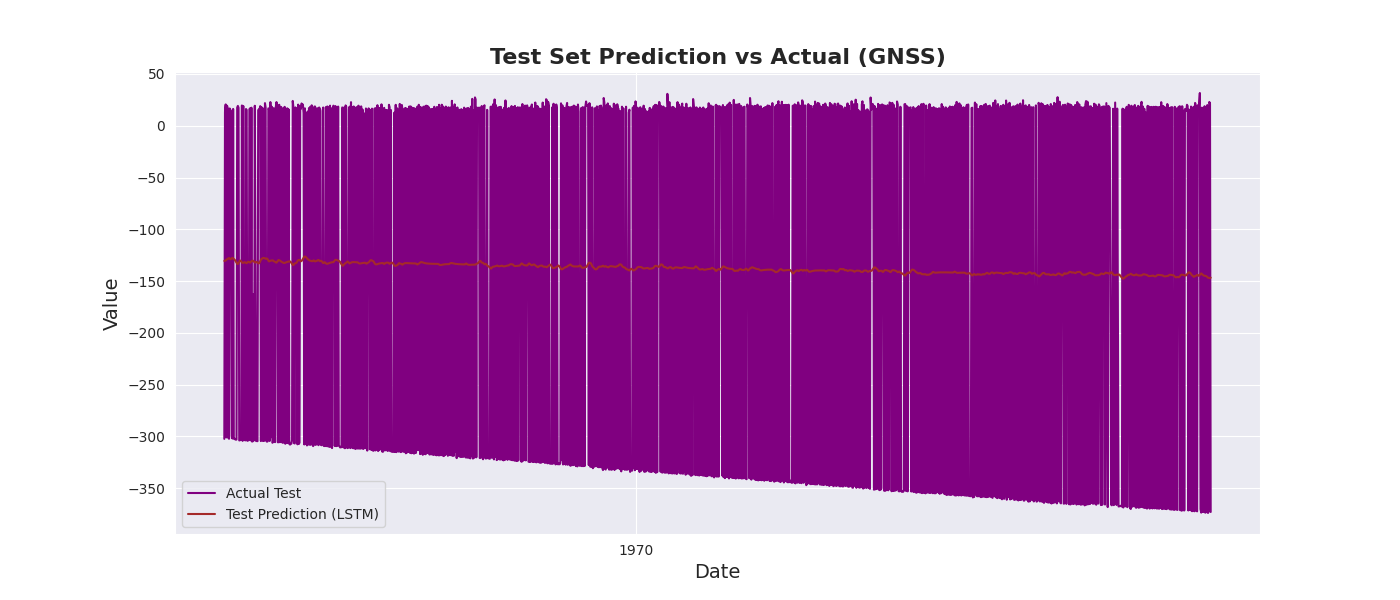 Test Set Prediction vs Actual (GNSS)
50
0
−50
−100
−150
−200
−250
−300
−350
Value
Actual Test
Test Prediction (LSTM)
1970
Date